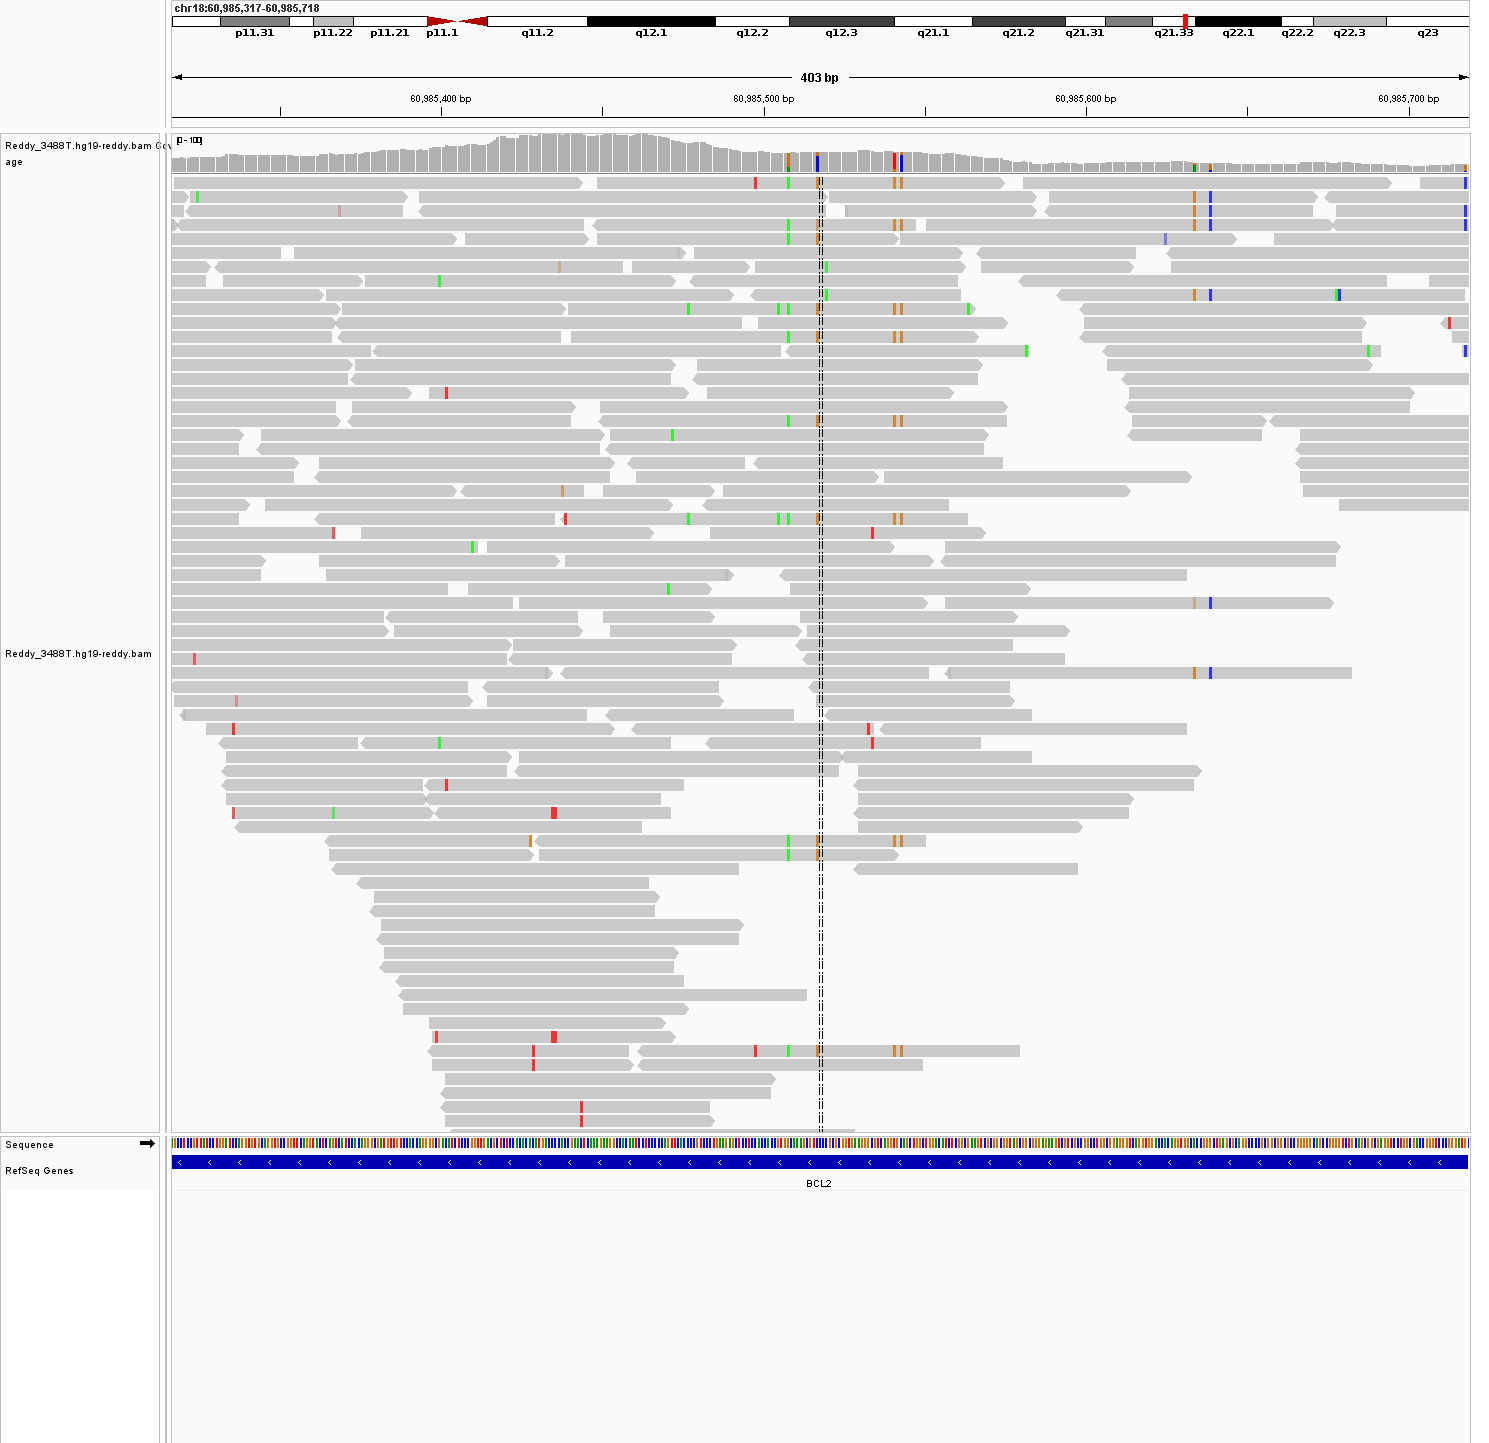 chr18:60,985,317-60,985,718
p11.31 p11.22 p11.21 p11.1 q11.2 q12.1 q12.2 q12.3 q21.1 q21.2 q21.31 q21.33 q22.1 q22.2 q22.3 q23
403 bp
60,985,400 bp 60,985,500 bp 60,985,600 bp 60,985,700 bp
Reddy_3488T.hg19-reddy.bam Cov
age
[0 - 100]
Reddy_3488T.hg19-reddy.bam
Sequence
RefSeq Genes
BCL2